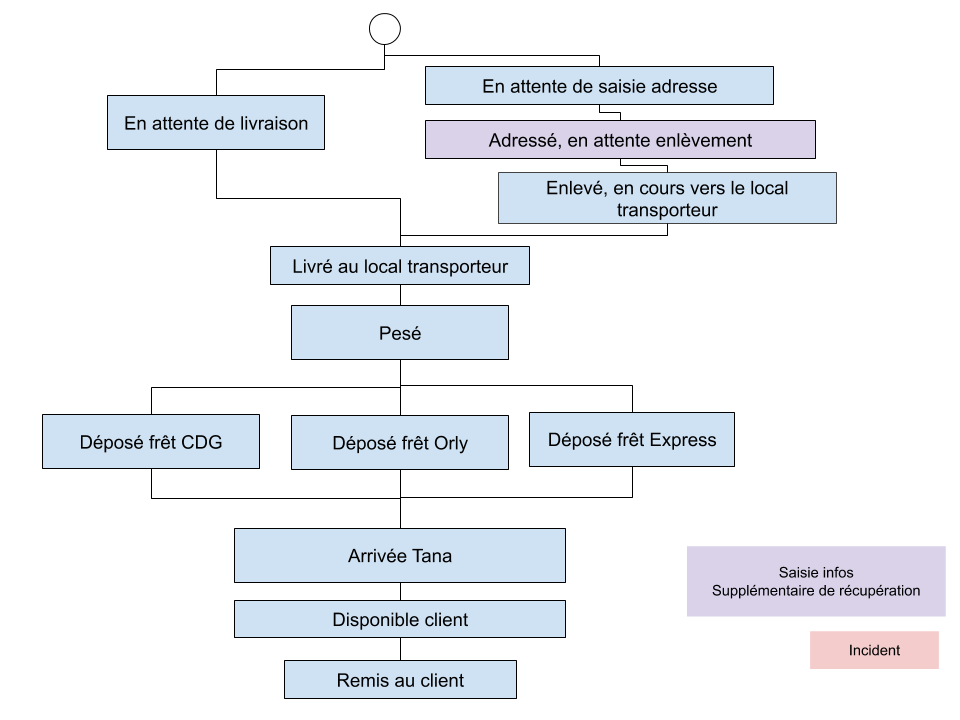 En attente de saisie adresse
En attente de livraison
Adressé, en attente enlèvement
Enlevé, en cours vers le local
transporteur
Livré au local transporteur
Pesé
Déposé frêt CDG
Déposé frêt Orly
Déposé frêt Express
Arrivée Tana
Saisie infos
Supplémentaire de récupération
Disponible client
Incident
Remis au client